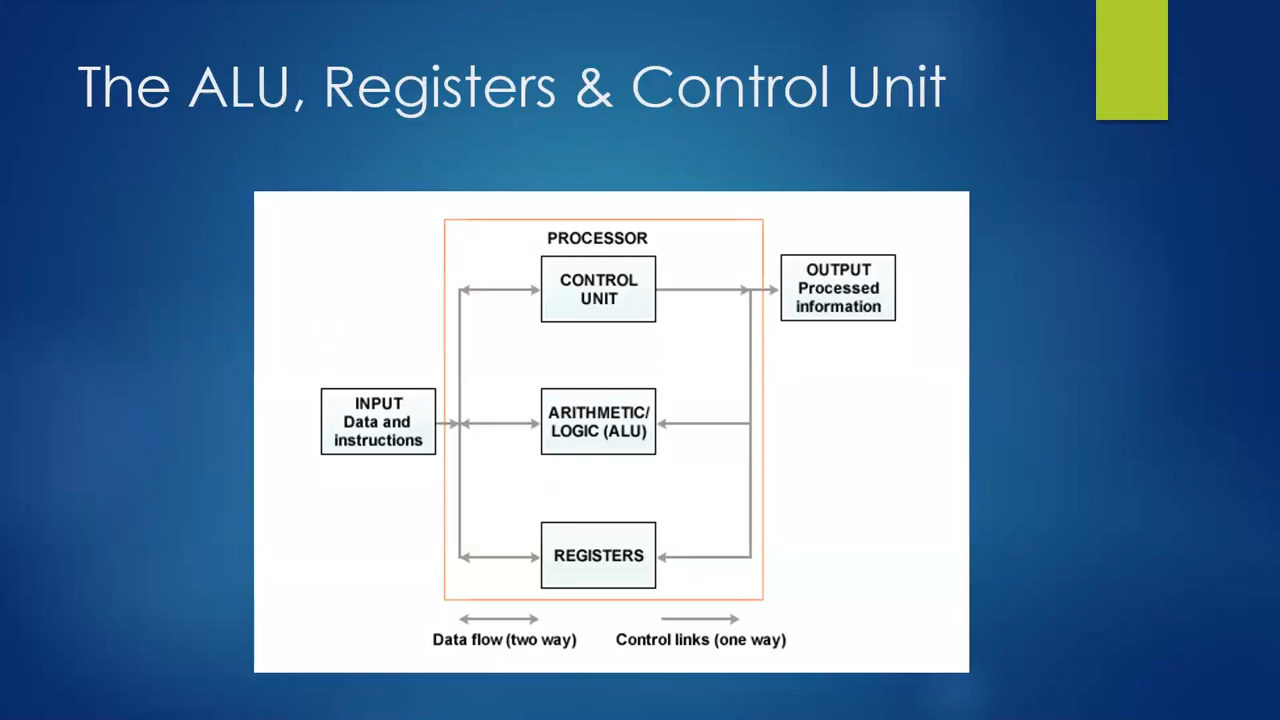 The ALU, Registers & Control Unit
PROCESSOR
CONTROL
UNIT
OUTPUT
Processed
information
INPUT
Data and
instructions
ARITHMETIC/
LOGIC (ALU)
REGISTERS
Data flow (two way)
Control links (one way)